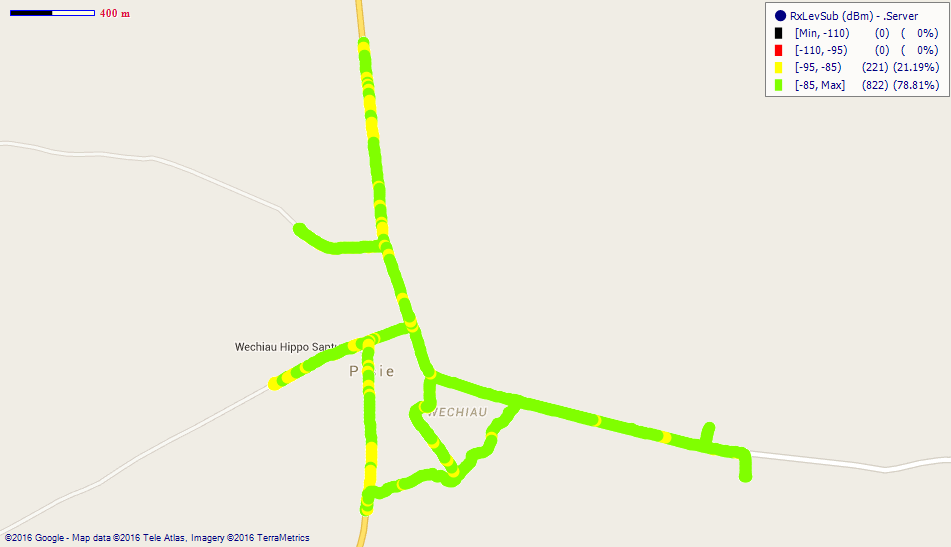 400 m
RxLevSub (dBm) - .Server
[Min, -110) (0) ( 0%)
[-110, -95) (0) ( 0%)
[-95, -85) (221) (21.19%)
[-85, Max] (822) (78.81%)
Wechiau Hippo
WECHIAU
©2016 Google - Map data ©2016 Tele Atlas, Imagery ©2016 TerraMetrics